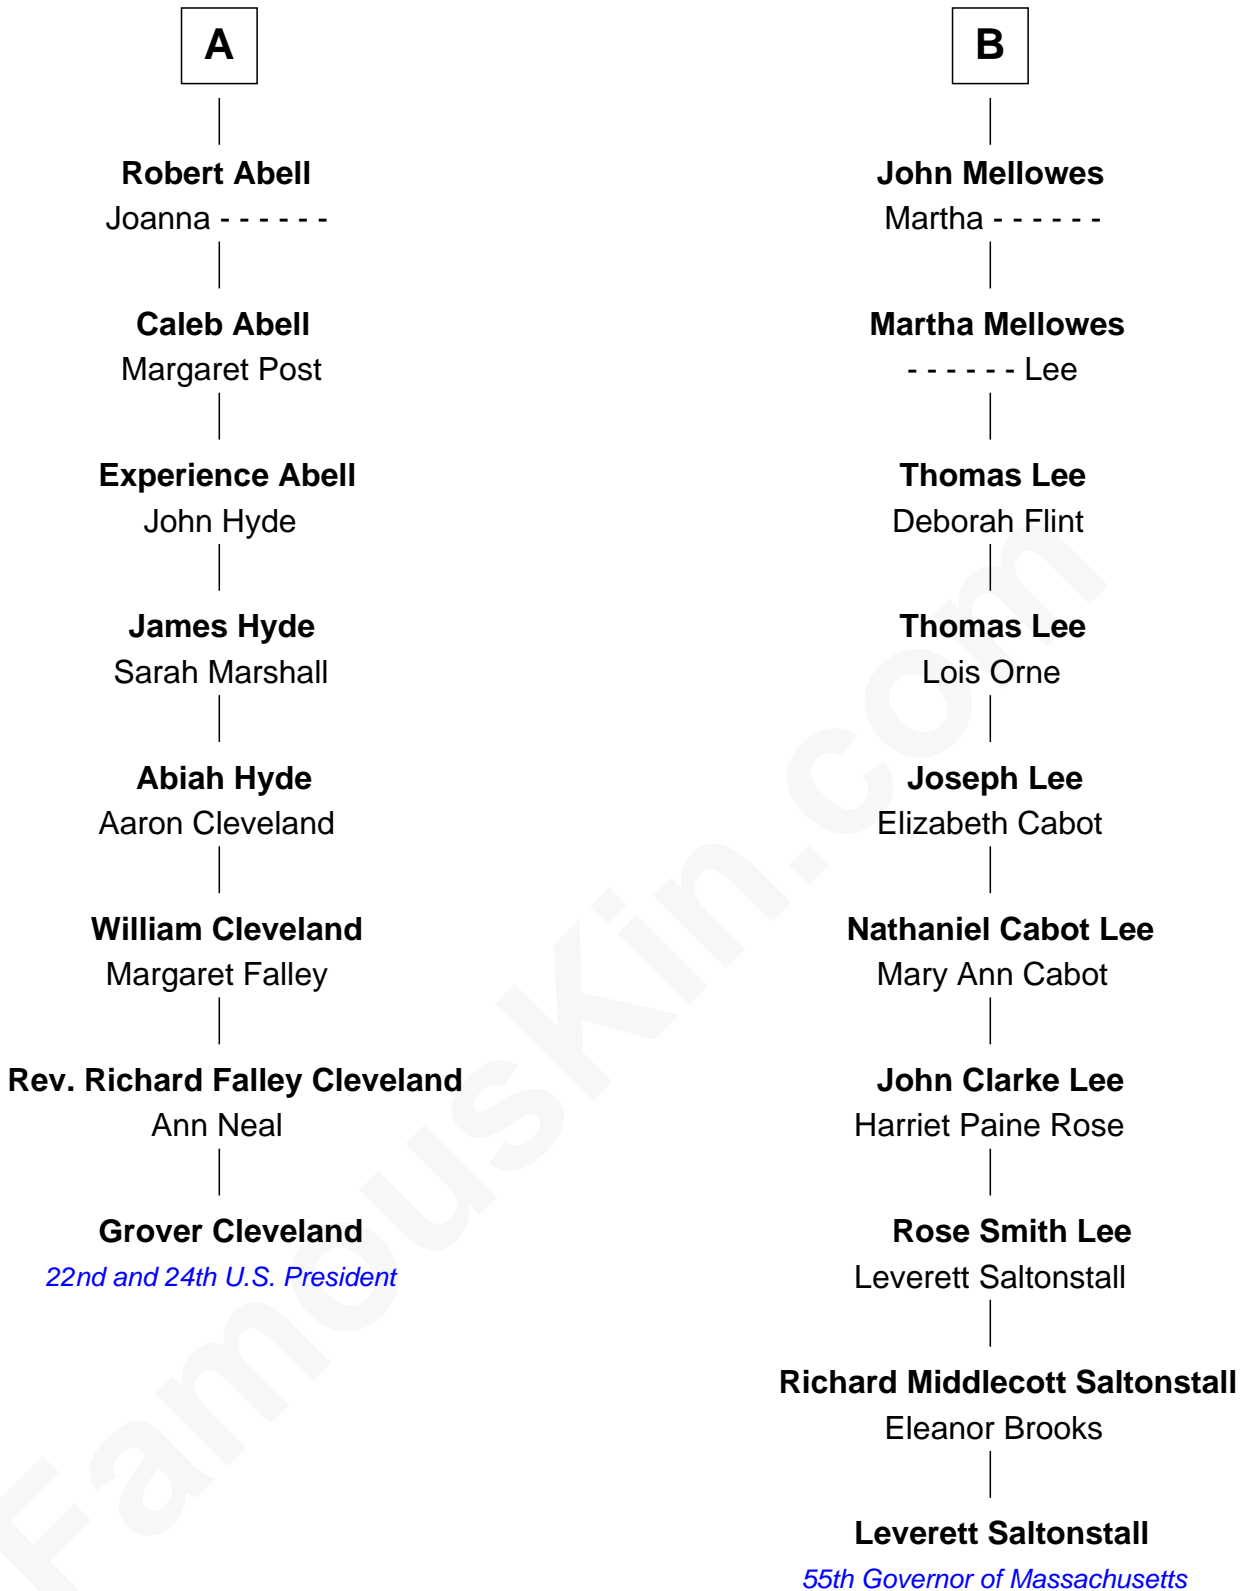 A
Robert Abell
Joanna - - - - - -
Caleb Abell
Margaret Post
Experience Abell
John Hyde
James Hyde
Sarah Marshall
Abiah Hyde
Aaron Cleveland
William Cleveland
Margaret Falley
Rev. Richard Falley Cleveland
Ann Neal
Grover Cleveland
22nd and 24th U.S. President
B
John Mellowes
Martha - - - - - -
Martha Mellowes
- - - - - - Lee
Thomas Lee
Deborah Flint
Thomas Lee
Lois Orne
Joseph Lee
Elizabeth Cabot
Nathaniel Cabot Lee
Mary Ann Cabot
John Clarke Lee
Harriet Paine Rose
Rose Smith Lee
Leverett Saltonstall
Richard Middlecott Saltonstall
Eleanor Brooks
Leverett Saltonstall
55th Governor of Massachusetts
FamousKin.com